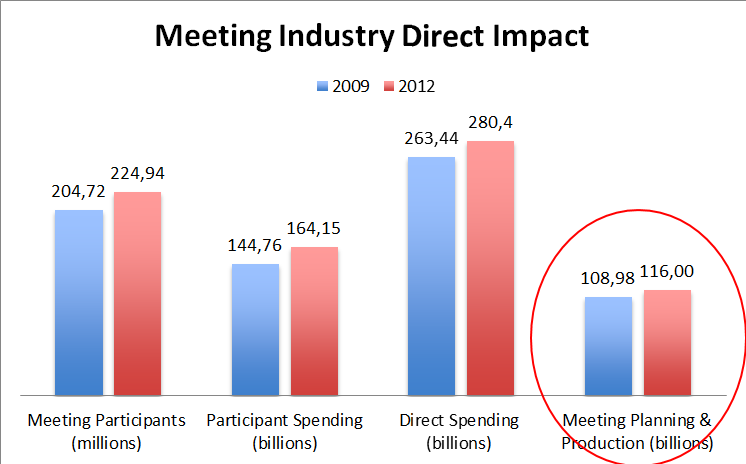 Meeting Industry Direct Impact
2009 2012
204,72
224,94
144,76
164,15
263,44
280,4
108,98
116,00
Meeting Participants
(millions)
Participant Spending
(billions)
Direct Spending
(billions)
Meeting Planning &
Production (billions)